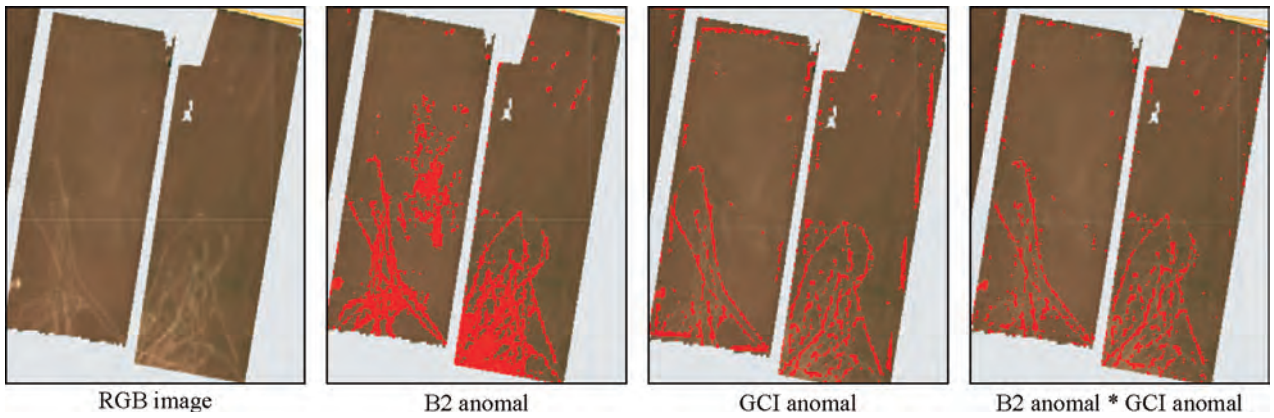 RGB image
B2 anomal
GCI anomal
B2 anomal * GCI anomal